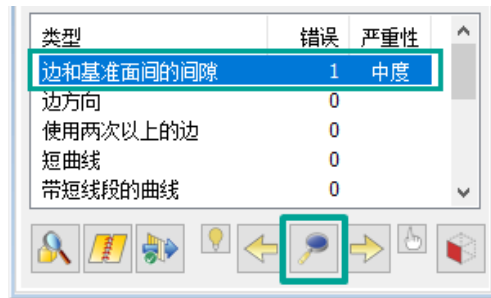 类型 错误 严重性
边和基准面间的间隙 1 中度
边方向 0
使用两次以上的边 0
短曲线 0
带短线段的曲线 0